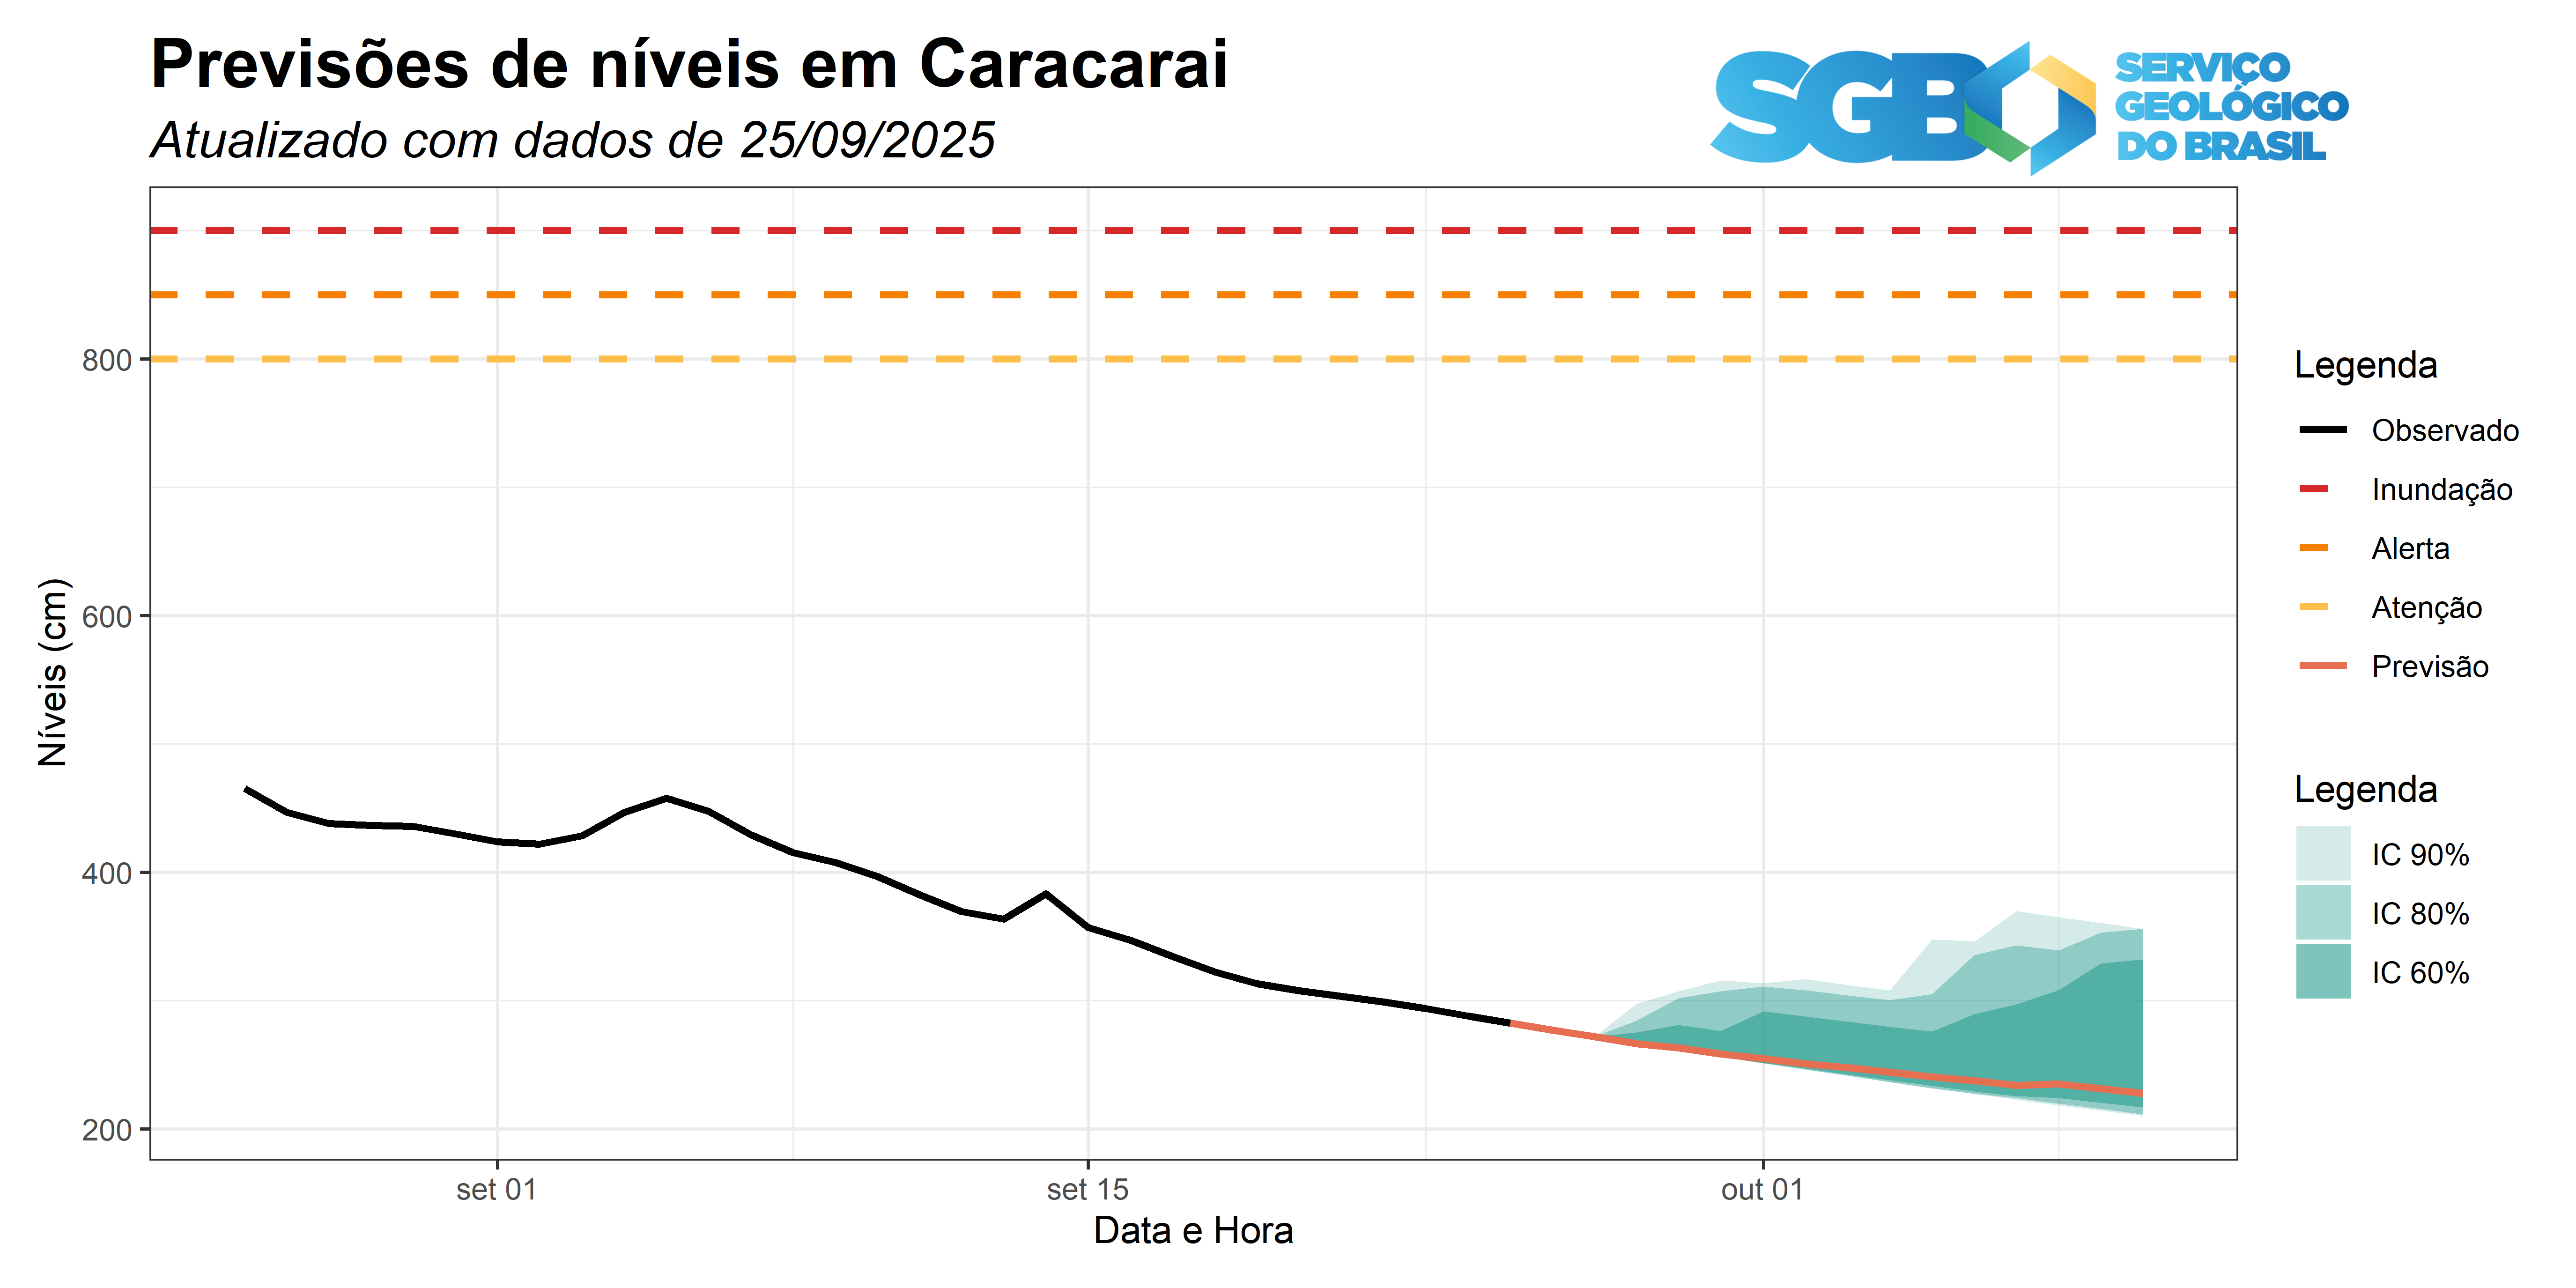 Previsões de níveis em Caracarai
Atualizado com dados de 25/09/2025
SGB
SERVIÇO
GEOLÓGICO
DO BRASIL
800
600
400
200
Níveis (cm)
set 01
set 15
out 01
Data e Hora
Legenda
Observado
Inundação
Alerta
Atenção
Previsão
Legenda
IC 90%
IC 80%
IC 60%